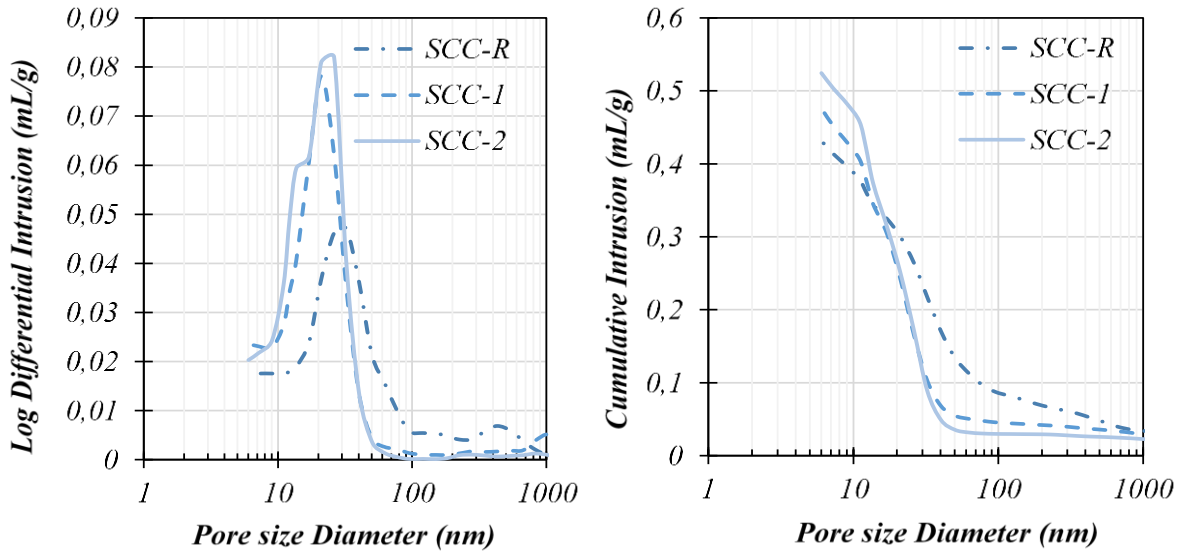 Log Differential Intrusion (mL/g)
0,09
0,08
0,07
0,06
0,05
0,04
0,03
0,02
0,01
0
SCC-R
SCC-1
SCC-2
1
10
100
1000
Pore size Diameter (nm)
Cumulative Intrusion (mL/g)
0,6
0,5
0,4
0,3
0,2
0,1
0
SCC-R
SCC-1
SCC-2
1
10
100
1000
Pore size Diameter (nm)